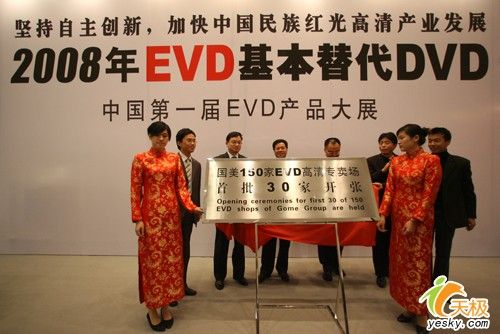 坚持自主创新，加快中国民族红光高清产业发展
2008年EVD基本替代DVD
中国第一届EVD产品大展
国美150家EVD高清专卖场
首批30家开张
Opening ceremonies for first 30 of 150
EVD shops of Gome Group are held
天极
yesky.com